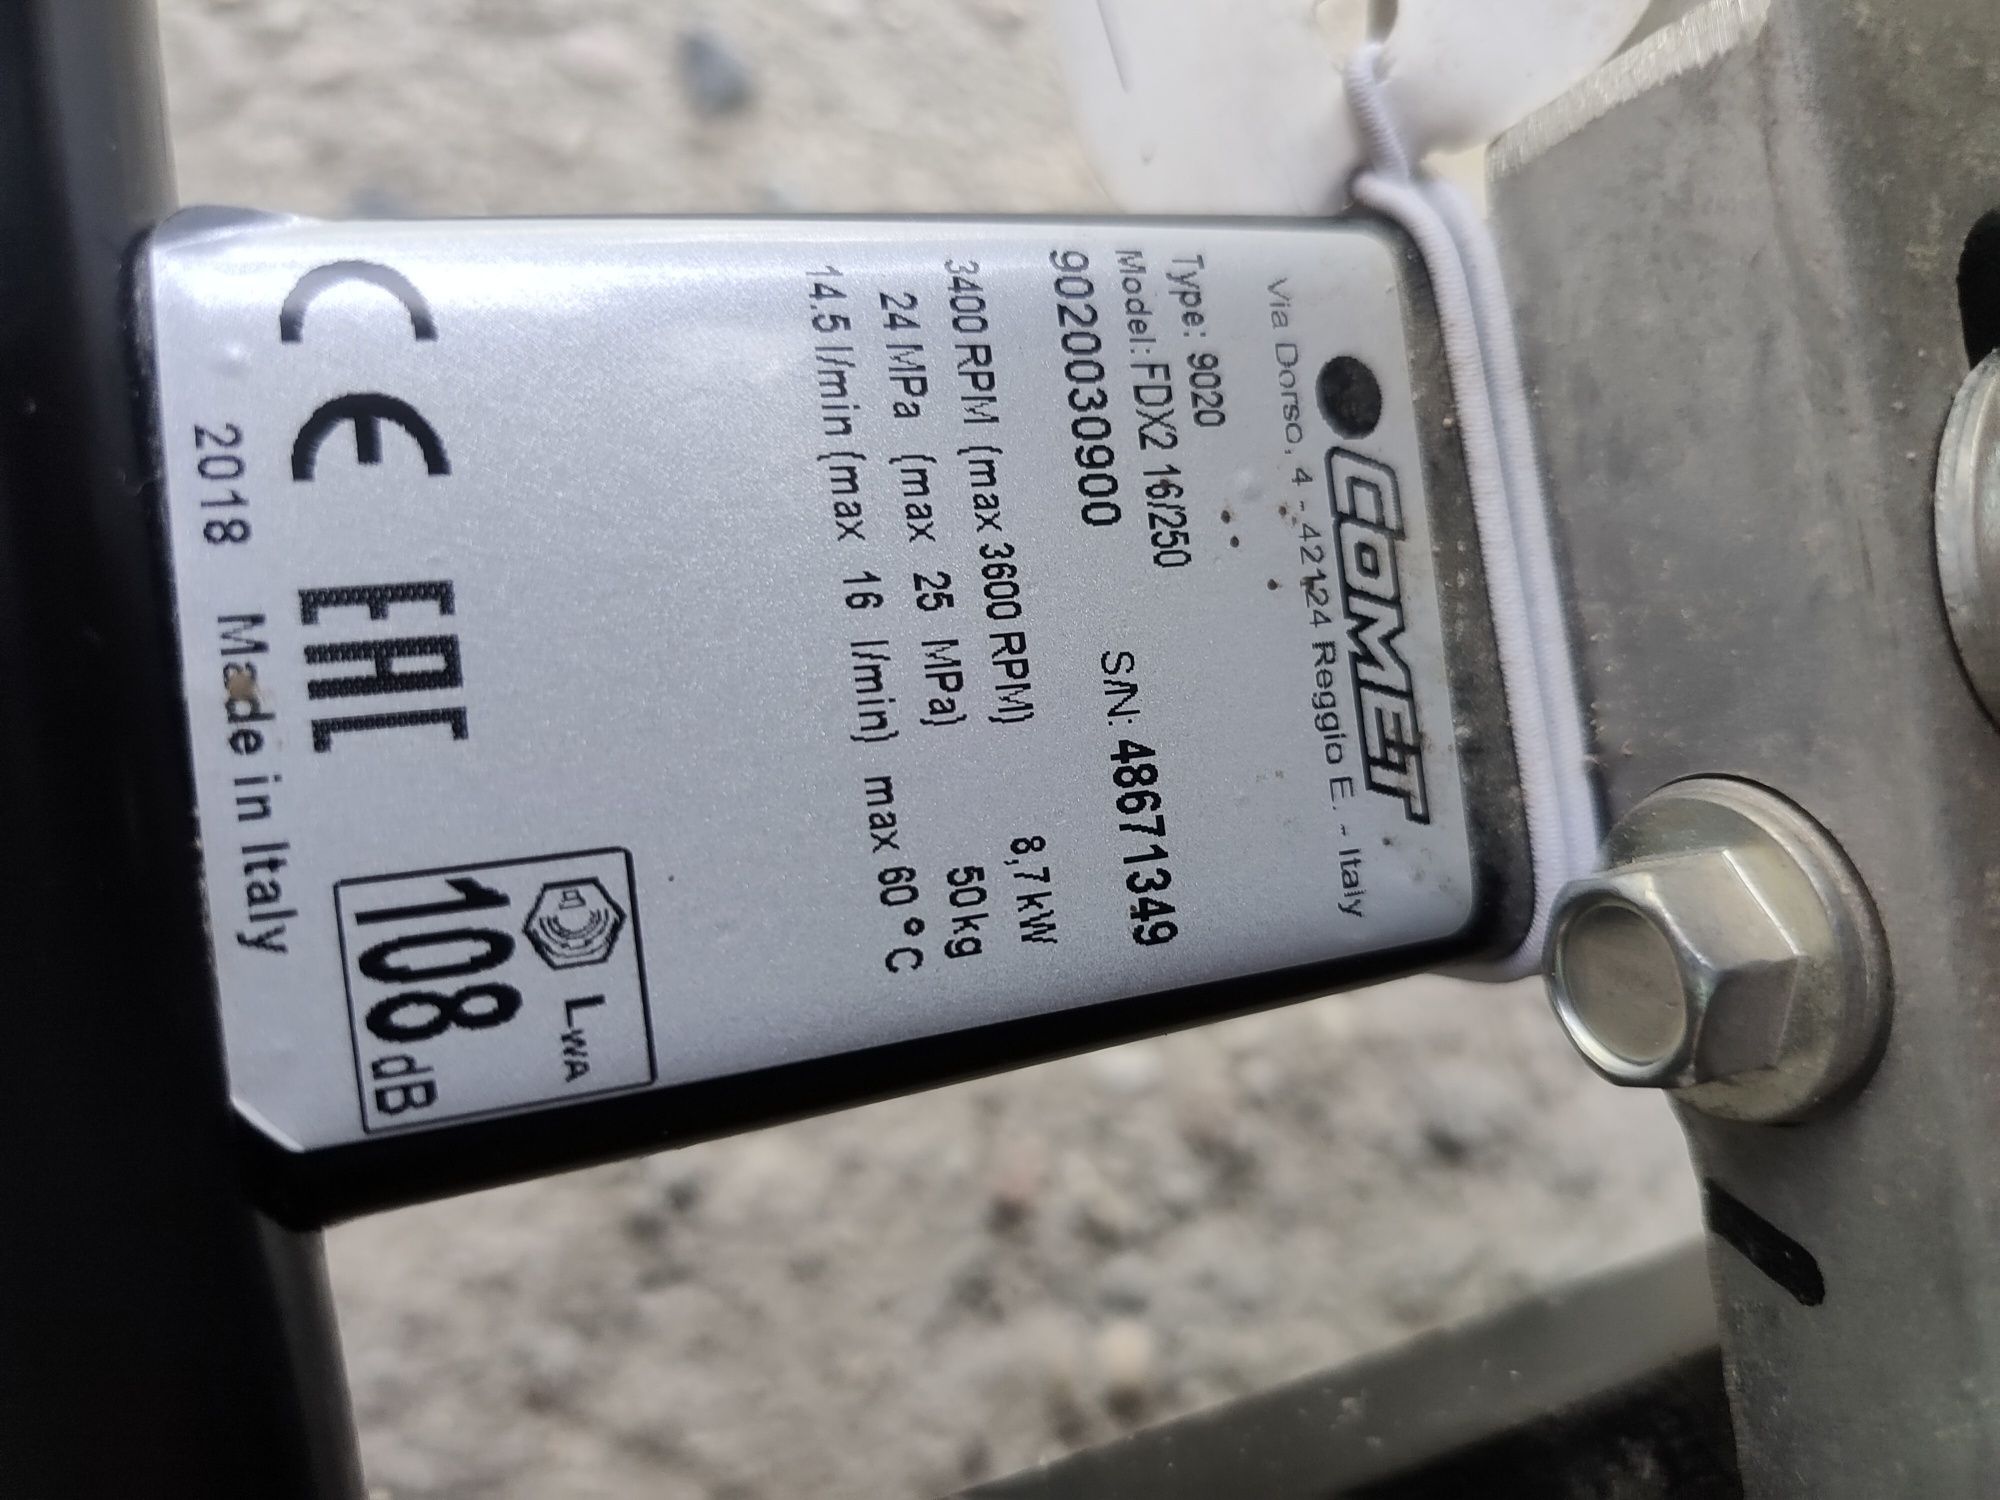 COMET
Via Dorso, 4 - 42124 Reggio E. - Italy
Type: 9020
Model: FDX2 16/250
9020030900 S/N: 48671349
3400 RPM (max 3600 RPM) 8,7 kW
24 MPa (max 25 MPa) 50 kg
14.5 l/min (max 16 l/min) max 60°C
CE EAC
LWA
108 dB
2018 Made in Italy